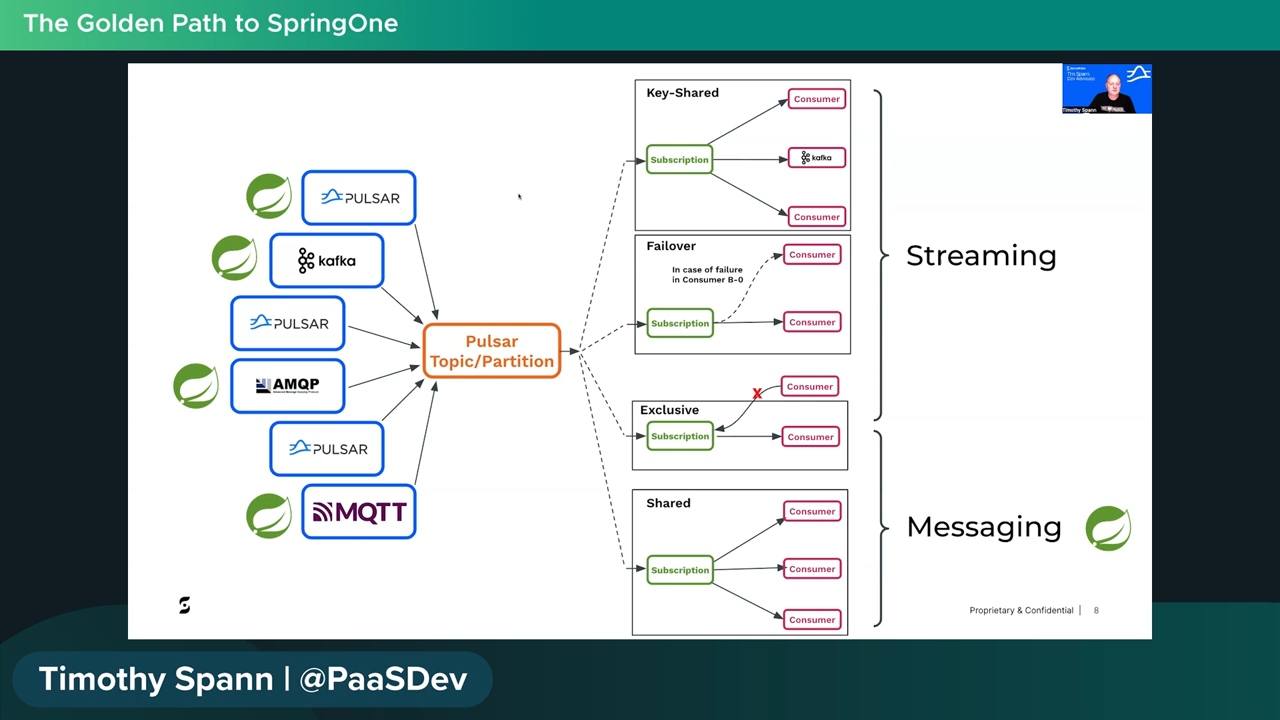 The Golden Path to SpringOne
Timothy Spann
PULSAR
kafka
PULSAR
AMQP
PULSAR
MQTT
Pulsar
Topic/Partition
Key-Shared
Subscription
Consumer
kafka
Consumer
Failover
In case of failure
in Consumer B-0
Subscription
Consumer
Consumer
Exclusive
Subscription
X
Consumer
Consumer
Shared
Subscription
Consumer
Consumer
Consumer
Streaming
Messaging
Proprietary & Confidential | 8
Timothy Spann | @PaaSDev